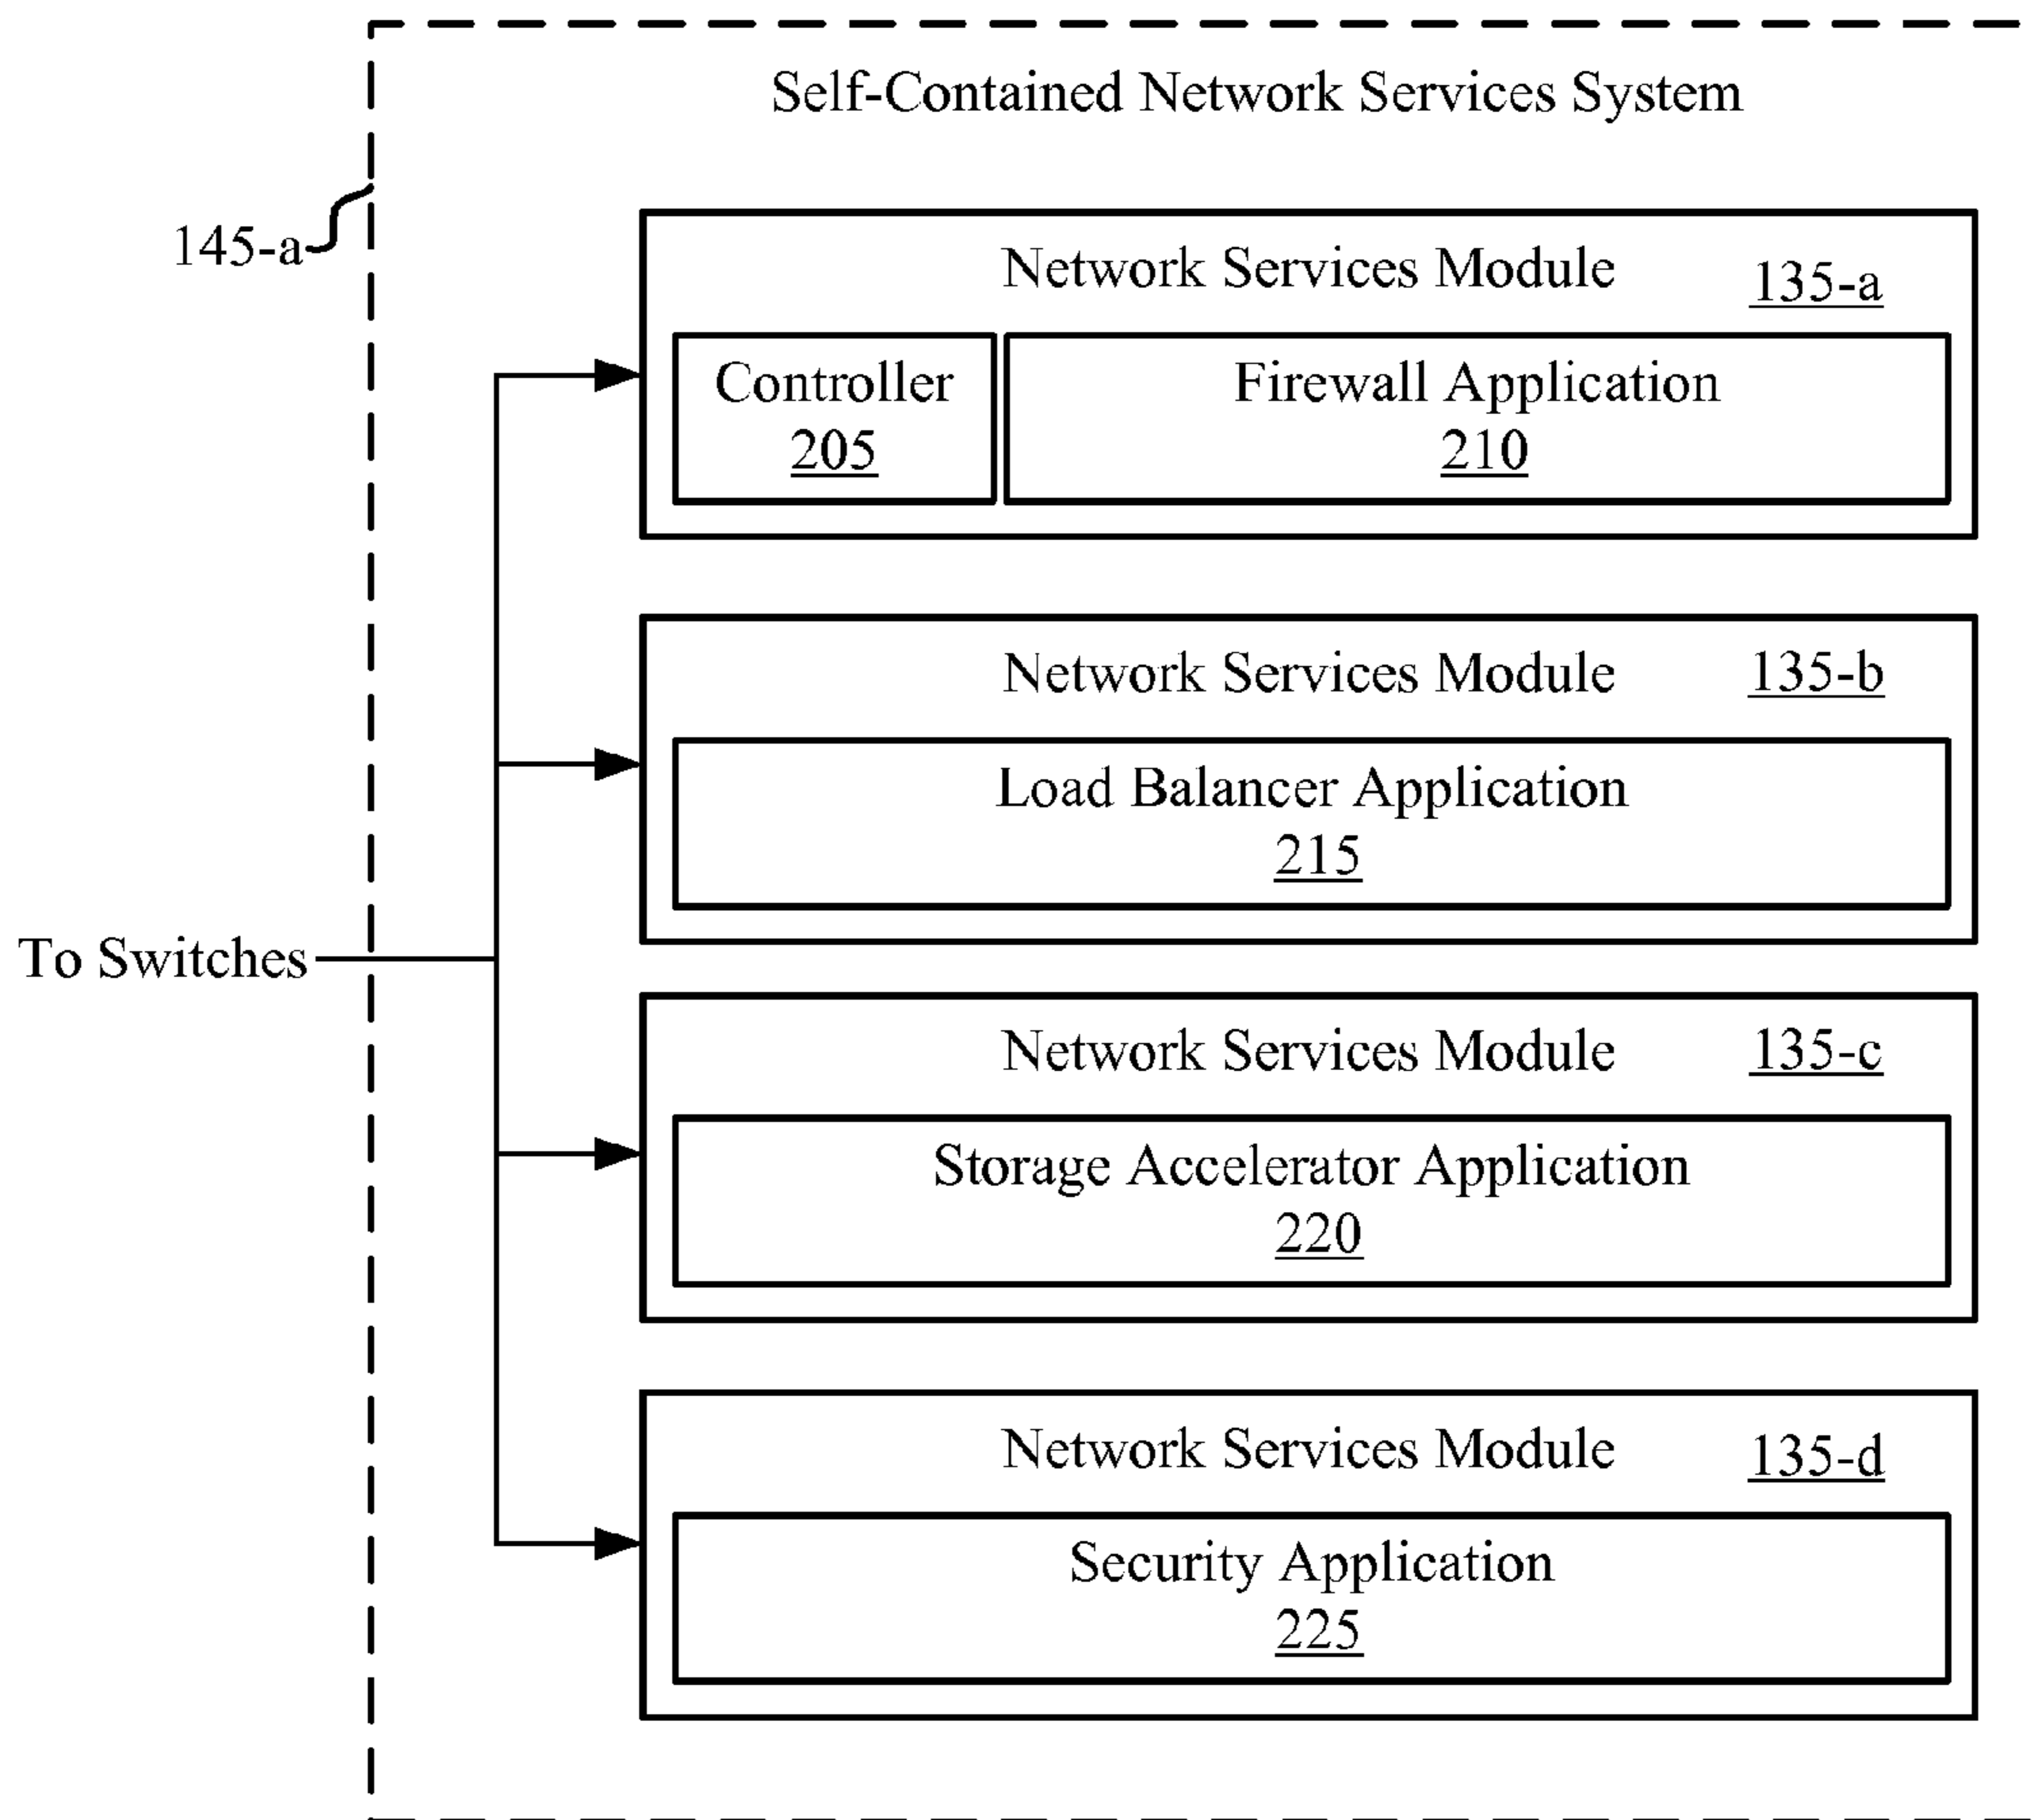 Self-Contained Network Services System
145-a
Network Services Module 135-a
Controller
205
Firewall Application
210
Network Services Module 135-b
Load Balancer Application
215
To Switches
Network Services Module 135-c
Storage Accelerator Application
220
Network Services Module 135-d
Security Application
225